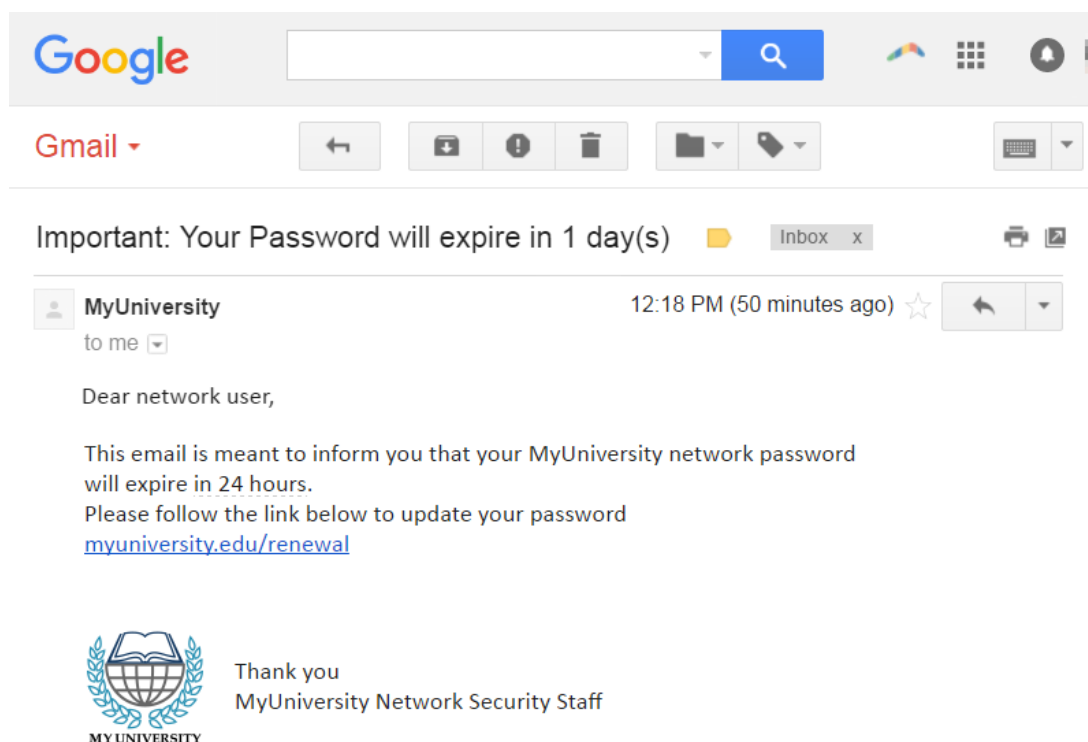 Google
Gmail
Important: Your Password will expire in 1 day(s) Inbox x
MyUniversity 12:18 PM (50 minutes ago)
to me
Dear network user,
This email is meant to inform you that your MyUniversity network password
will expire in 24 hours.
Please follow the link below to update your password
myuniversity.edu/renewal
Thank you
MyUniversity Network Security Staff
MY UNIVERSITY